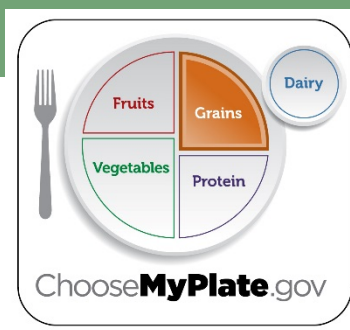 Dairy
Fruits
Grains
Vegetables
Protein
ChooseMyPlate.gov